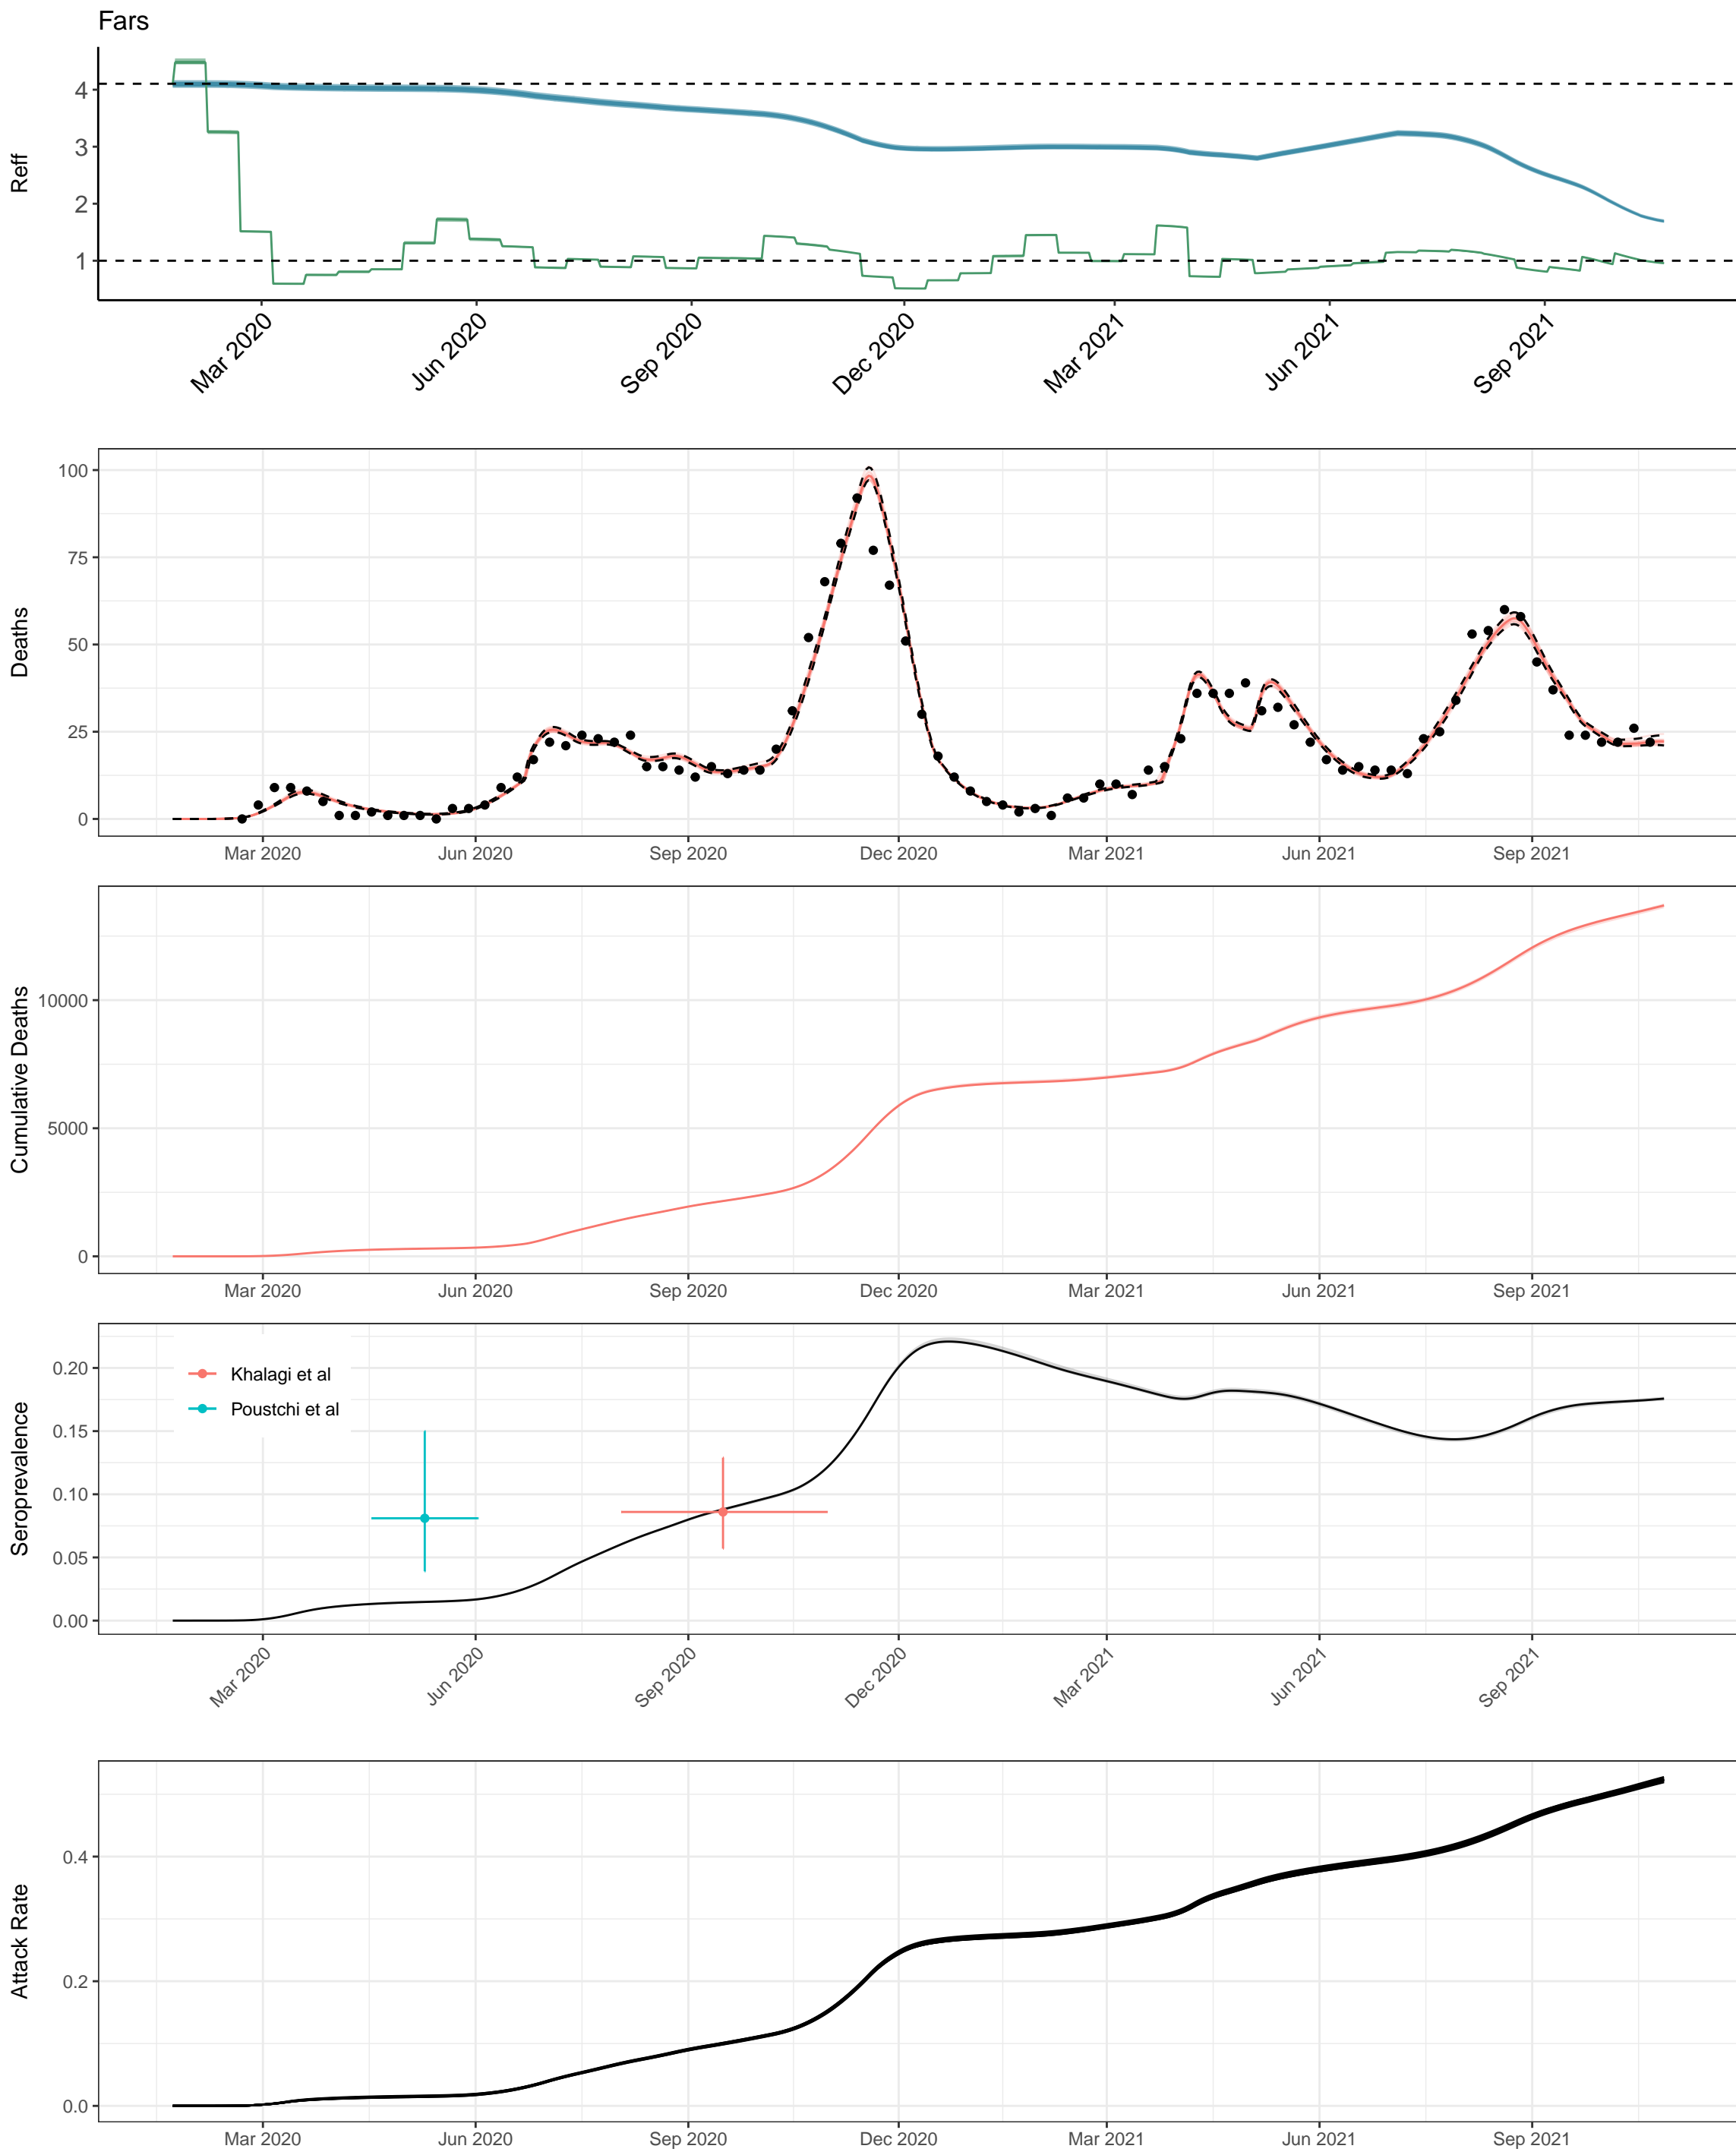 Fars
Reff
4
3
2
1
Mar 2020
Jun 2020
Sep 2020
Dec 2020
Mar 2021
Jun 2021
Sep 2021
Deaths
100
75
50
25
0
Mar 2020
Jun 2020
Sep 2020
Dec 2020
Mar 2021
Jun 2021
Sep 2021
Cumulative Deaths
10000
5000
0
Mar 2020
Jun 2020
Sep 2020
Dec 2020
Mar 2021
Jun 2021
Sep 2021
Seroprevalence
0.20
0.15
0.10
0.05
0.00
Khalagi et al
Poustchi et al
Mar 2020
Jun 2020
Sep 2020
Dec 2020
Mar 2021
Jun 2021
Sep 2021
Attack Rate
0.4
0.2
0.0
Mar 2020
Jun 2020
Sep 2020
Dec 2020
Mar 2021
Jun 2021
Sep 2021